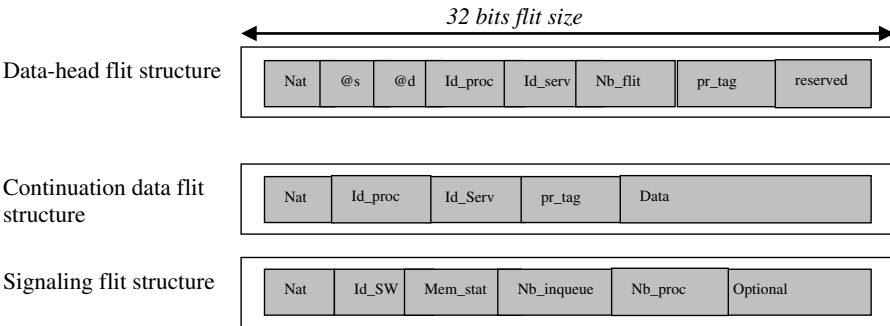 32 bits flit size
Data-head flit structure
Nat @s @d Id_proc Id_serv Nb_flit pr_tag reserved
Continuation data flit
structure
Nat Id_proc Id_Serv pr_tag Data
Signaling flit structure
Nat Id_SW Mem_stat Nb_inqueue Nb_proc Optional